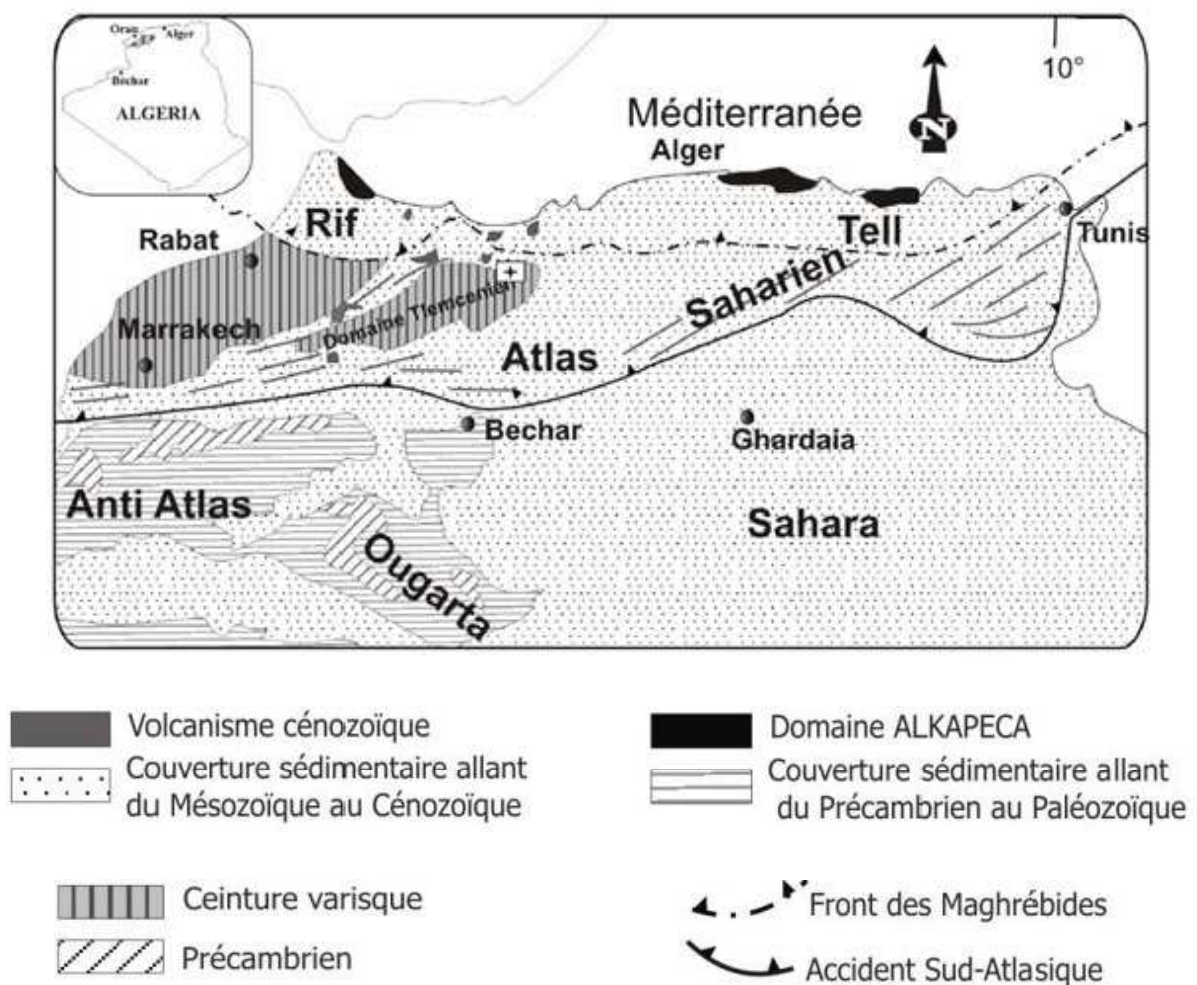 Oran
Alger
Béchar
ALGERIA
10°
N
Méditerranée
Alger
Rif
Tell
Rabat
Tunis
Saharien
Marrakech
Domaine Tlemcenien
Atlas
Bechar
Ghardaia
Anti Atlas
Sahara
Ougarta
Volcanisme cénozoïque
Couverture sédimentaire allant
du Mésozoïque au Cénozoïque
Domaine ALKAPECA
Couverture sédimentaire allant
du Précambrien au Paléozoïque
Ceinture varisque
Précambrien
Front des Maghrébides
Accident Sud-Atlasique